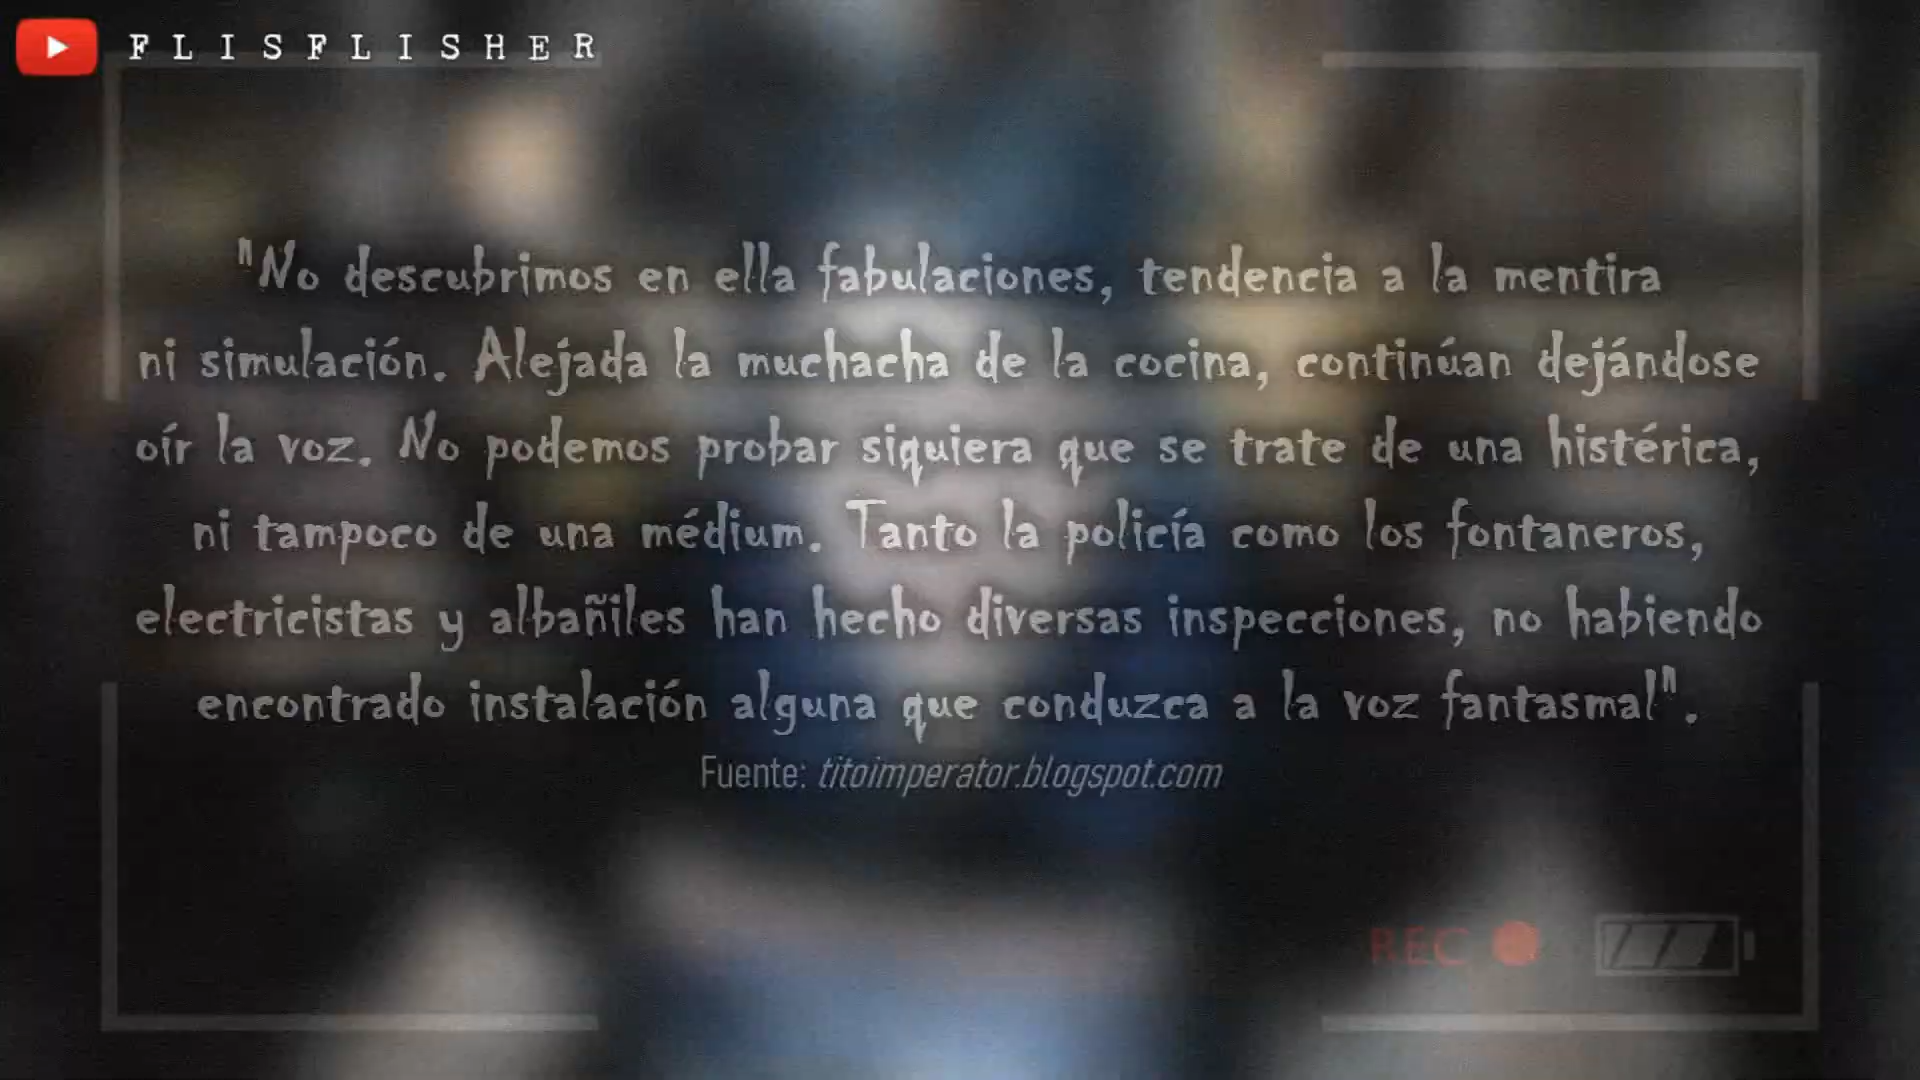 FLISFLISHER
"No descubrimos en ella fabulaciones, tendencia a la mentira
ni simulación. Alejada la muchacha de la cocina, continúan dejándose
oír la voz. No podemos probar siquiera que se trate de una histérica,
ni tampoco de una médium. Tanto la policía como los fontaneros,
electricistas y albañiles han hecho diversas inspecciones, no habiendo
encontrado instalación alguna que conduzca a la voz fantasmal".
Fuente: titoimperator.blogspot.com
REC